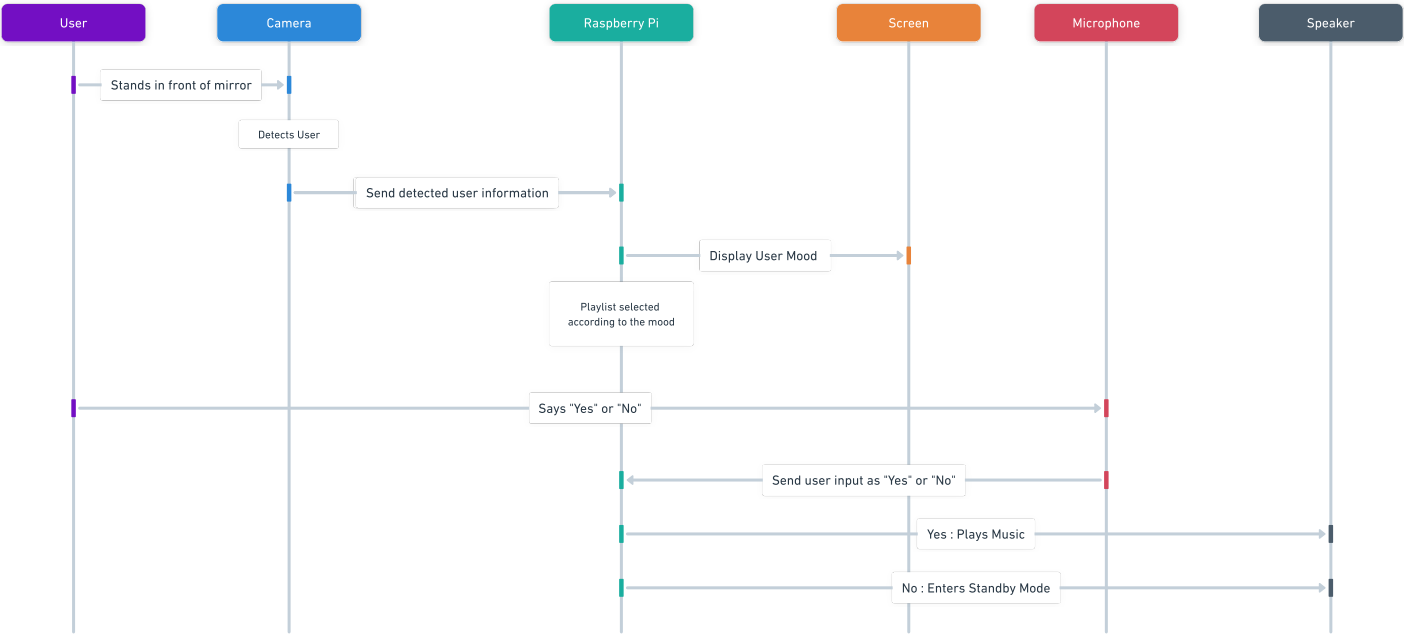 User
Camera
Raspberry Pi
Screen
Microphone
Speaker
Stands in front of mirror
Detects User
Send detected user information
Display User Mood
Playlist selected
according to the mood
Says "Yes" or "No"
Send user input as "Yes" or "No"
Yes : Plays Music
No : Enters Standby Mode